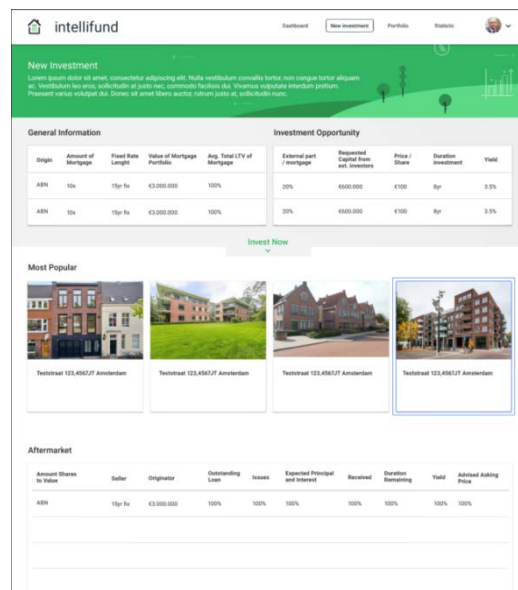 intellifund
Dashboard
New investment
Portfolio
Statistic
New Investment
Lorem ipsum dolor sit amet, consectetur adipiscing elit. Nulla vestibulum convallis tortor, non congue tortor aliquam
ac. Vestibulum leo eros, sollicitudin at justo nec, commodo facilisis dui. Vivamus vulputate interdum pretium.
Praesent varius volutpat dui. Donec sit amet libero auctor, rutrum justo at, sollicitudin nunc.
%
General Information
Origin Amount of Mortgage Fixed Rate Lenght Value of Mortgage Portfolio Avg. Total LTV of Mortgage
ABN 10x 15yr fix €3.000.000 100%
ABN 10x 15yr fix €3.000.000 100%
Investment Opportunity
External part / mortgage Requested Capital from ext. investors Price / Share Duration investment Yield
20% €600.000 €100 8yr 3.5%
20% €600.000 €100 8yr 3.5%
Invest Now
Most Popular
Teststraat 123,4567JT Amsterdam
Teststraat 123,4567JT Amsterdam
Teststraat 123,4567JT Amsterdam
Teststraat 123,4567JT Amsterdam
Aftermarket
Amount Shares to Value Seller Originator Outstanding Loan Issues Expected Principal and Interest Received Duration Remaining Yield Advised Asking Price
ABN 15yr fix €3.000.000 100% 100% 100% 100% 100% 100% 100%